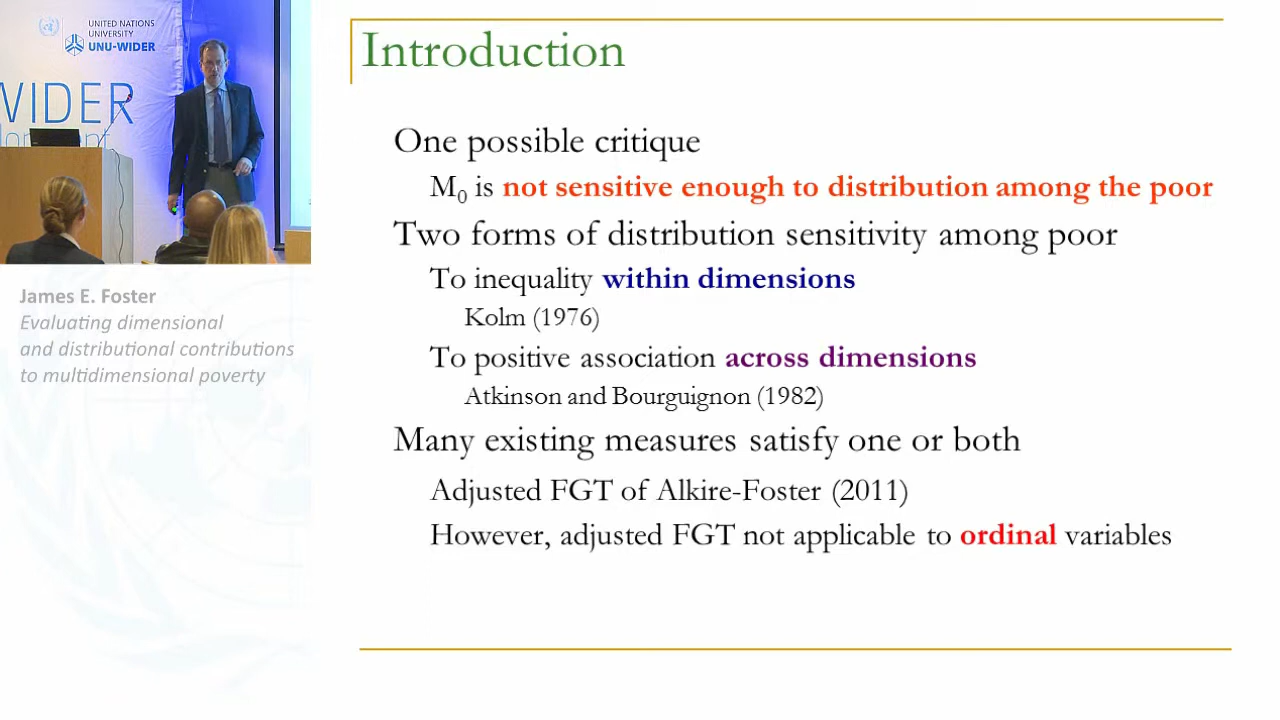 UNITED NATIONS
UNIVERSITY
UNU-WIDER
WIDER
Introduction
One possible critique
M₀ is not sensitive enough to distribution among the poor
Two forms of distribution sensitivity among poor
To inequality within dimensions
Kolm (1976)
To positive association across dimensions
Atkinson and Bourguignon (1982)
Many existing measures satisfy one or both
Adjusted FGT of Alkire-Foster (2011)
However, adjusted FGT not applicable to ordinal variables
James E. Foster
Evaluating dimensional
and distributional contributions
to multidimensional poverty